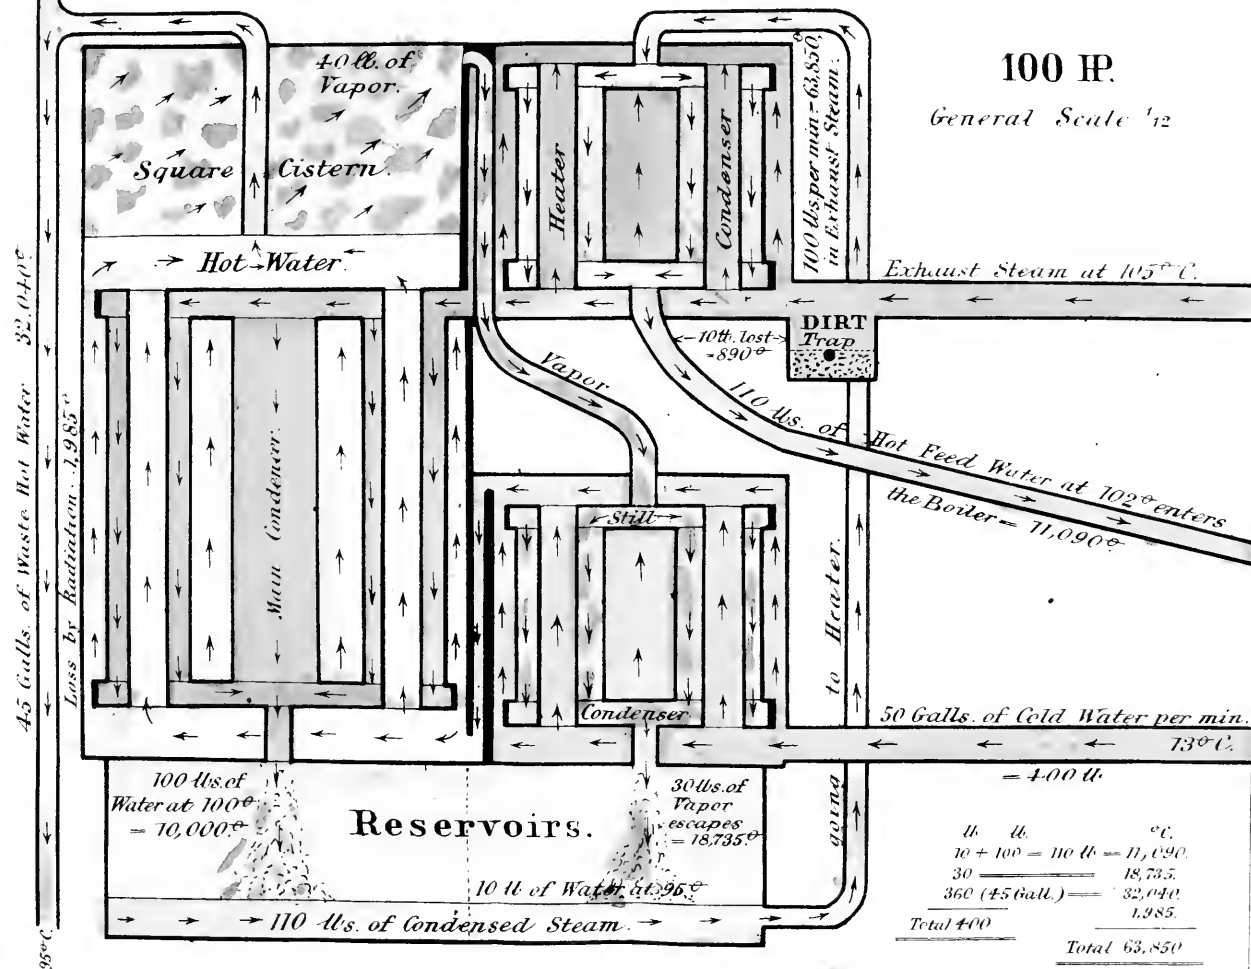 100 HP.
General Scale 1/12
40 lb. of
Vapor.
Square Cistern.
Hot Water.
Heater
Condenser
100 lbs. per min = 63,850.
in Exhaust Steam.
Exhaust Steam at 105° C.
DIRT
Trap
10th. lost
= 890°
Vapor
110 lbs. of Hot Feed Water at 102° enters
the Boiler = 11,090°
Main Condencer.
Still
Condenser.
45 Galls. of Waste Hot Water 32,040°
95° C.
Loss by Radiation 1,985°
going to Heater.
50 Galls. of Cold Water per min.
13° C.
= 400 lb.
100 lbs. of
Water at 100°
= 10,000°
Reservoirs.
30 lbs. of
Vapor
escapes
= 18,735°
10 lb of Water at 95°
110 lbs. of Condensed Steam.
lb. lb. °C.
10 + 100 = 110 lb = 11,090.
30 = 18,735.
360 (45 Gall.) = 32,040.
1,985.
Total 400
Total 63,850